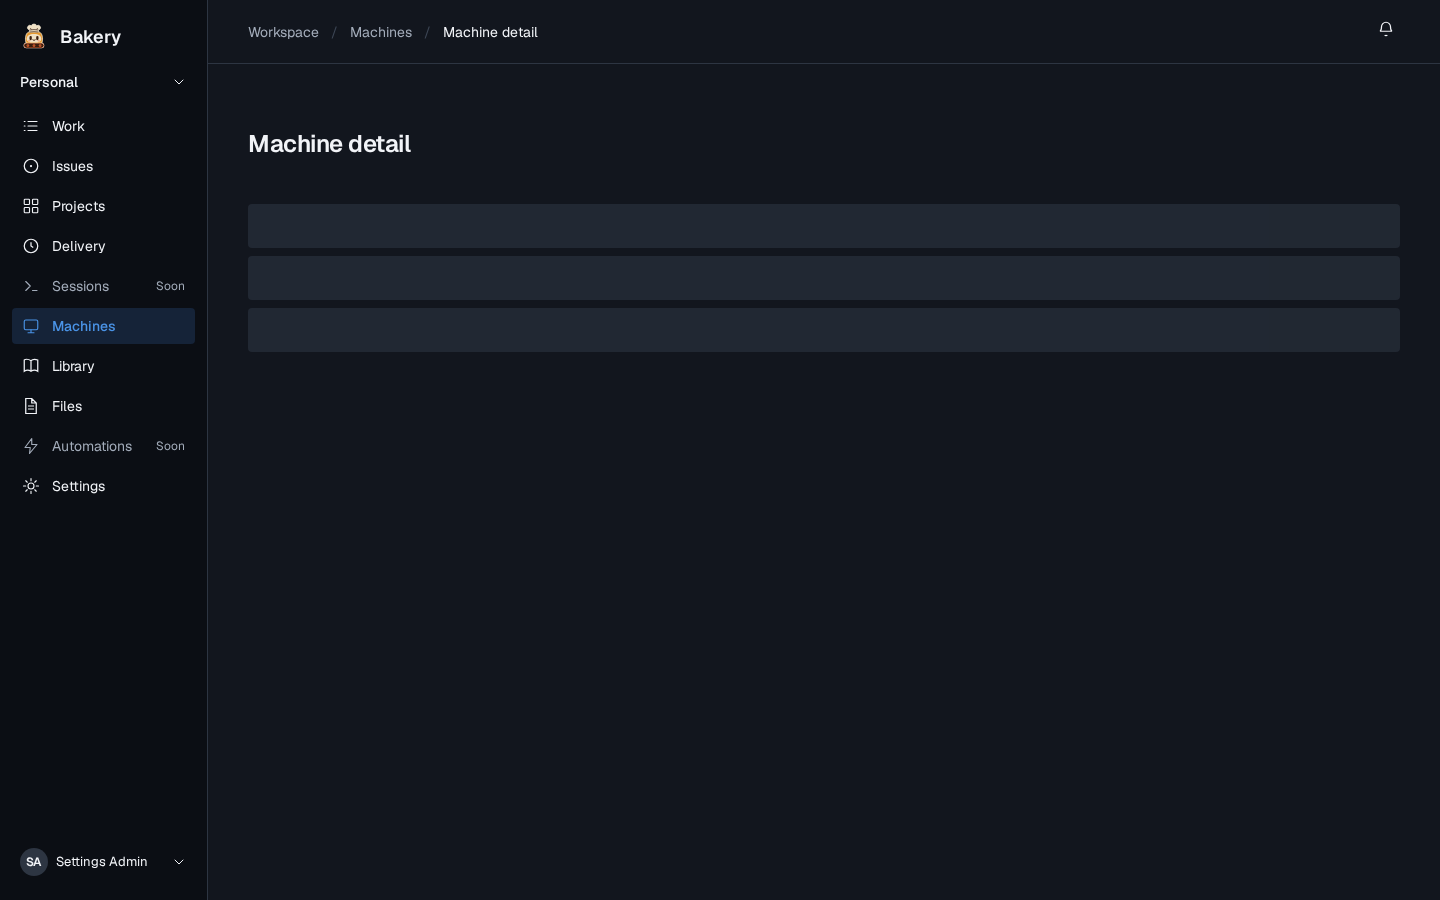 Bakery
Personal
Work
Issues
Projects
Delivery
Sessions Soon
Machines
Library
Files
Automations Soon
Settings
SA Settings Admin
Workspace / Machines / Machine detail
Machine detail